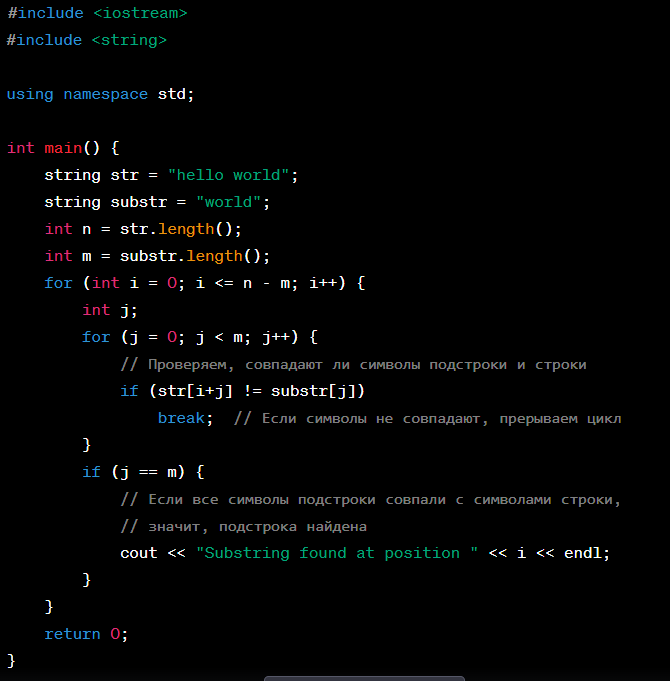 #include <iostream>
#include <string>
using namespace std;
int main() {
string str = "hello world";
string substr = "world";
int n = str.length();
int m = substr.length();
for (int i = 0; i <= n - m; i++) {
int j;
for (j = 0; j < m; j++) {
// Проверяем, совпадают ли символы подстроки и строки
if (str[i+j] != substr[j])
break;  // Если символы не совпадают, прерываем цикл
}
if (j == m) {
// Если все символы подстроки совпали с символами строки,
// значит, подстрока найдена
cout << "Substring found at position " << i << endl;
}
}
return 0;
}